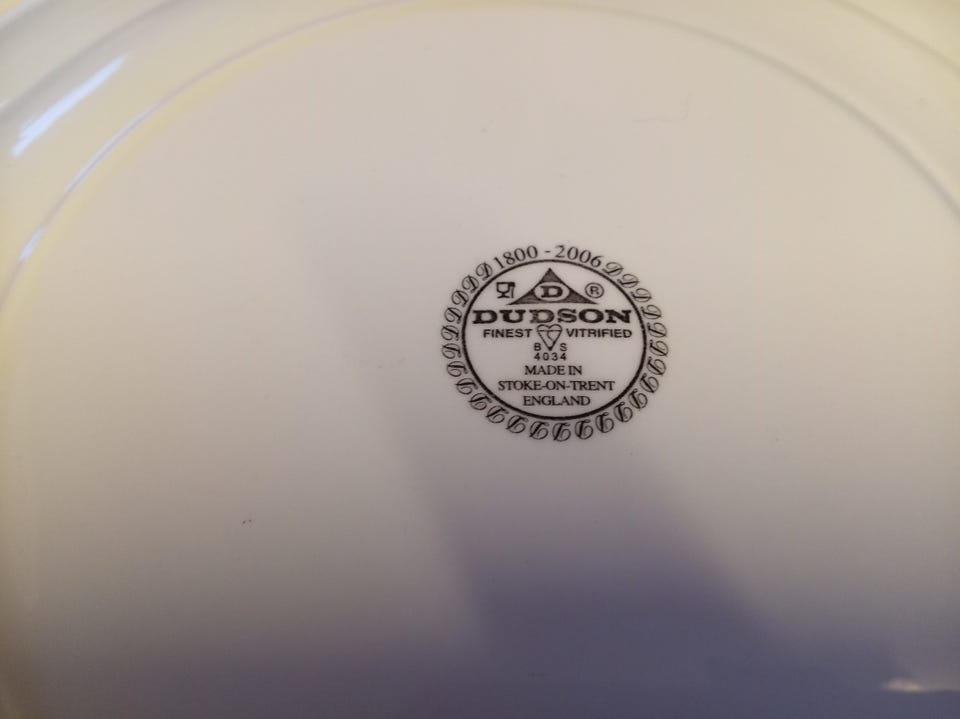 1800 - 2006
D ®
DUDSON
FINEST VITRIFIED
B S
4034
MADE IN
STOKE-ON-TRENT
ENGLAND